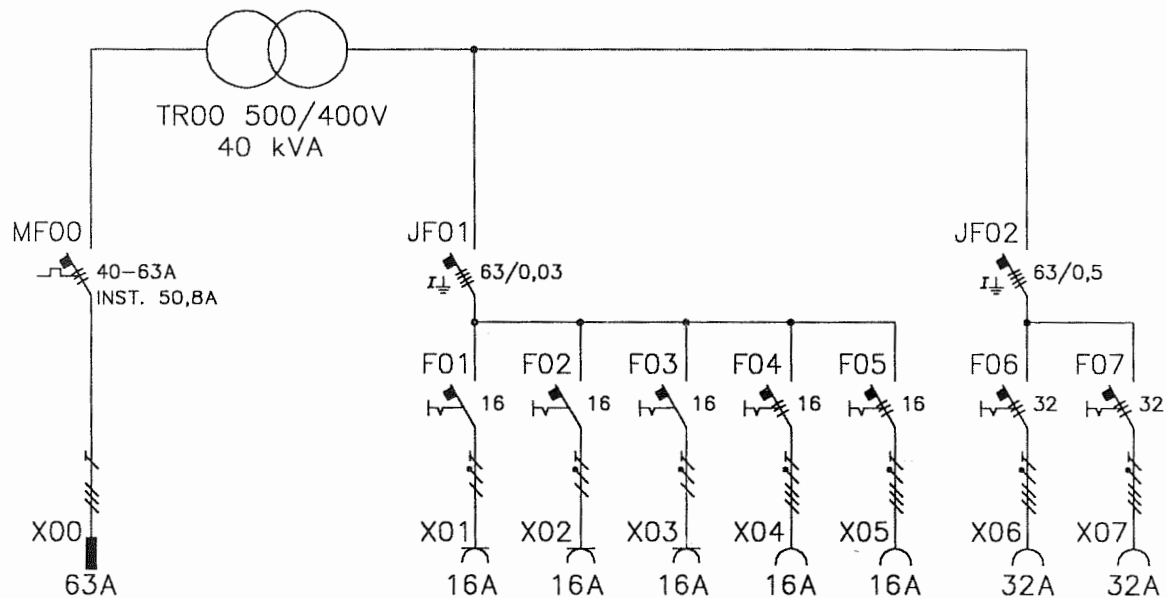 TR00 500/400V
40 kVA
MF00
40-63A
INST. 50,8A
JF01
I
63/0,03
JF02
I
63/0,5
F01
F02
F03
F04
F05
F06
F07
16
16
16
16
16
32
32
X00
X01
X02
X03
X04
X05
X06
X07
63A
16A
16A
16A
16A
16A
32A
32A